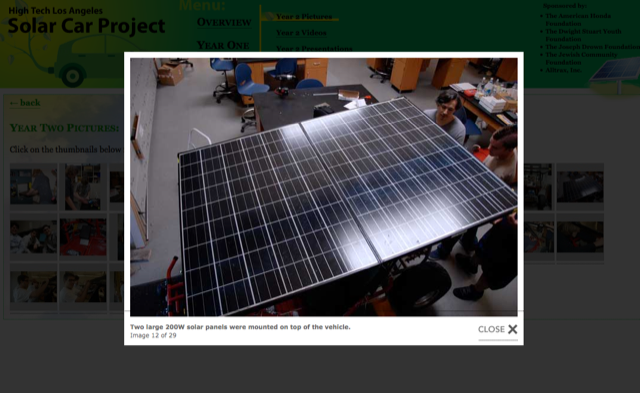 High Tech Los Angeles
Solar Car Project
Menu:
Overview
Year One
Year 2 Pictures
Year 2 Videos
Year 2 Presentations
Sponsored by:
The American Honda
Foundation
The Dwight Stuart Youth
Foundation
The Joseph Drown Foundation
The Jewish Community
Foundation
← back
Year Two Pictures:
Click on the thumbnails below
Two large 200W solar panels were mounted on top of the vehicle.
Image 12 of 29
CLOSE X